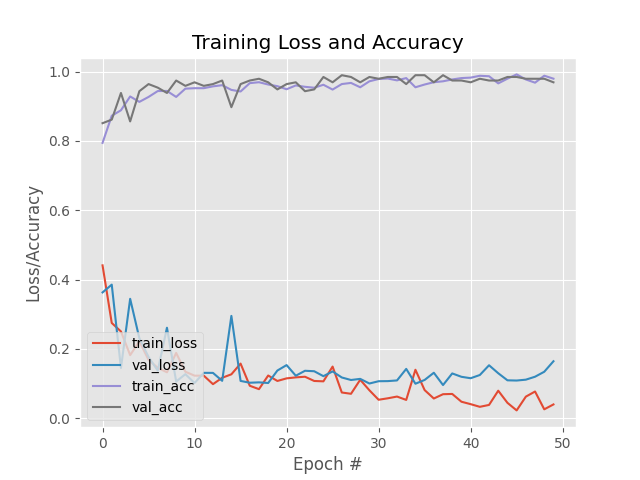 Training Loss and Accuracy
Loss/Accuracy
1.0
0.8
0.6
0.4
0.2
0.0
train_loss
val_loss
train_acc
val_acc
0 10 20 30 40 50
Epoch #